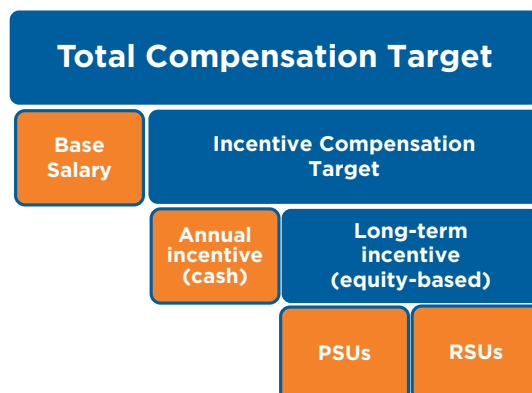 Total Compensation Target
Base
Salary
Incentive Compensation
Target
Annual
incentive
(cash)
Long-term
incentive
(equity-based)
PSUs
RSUs